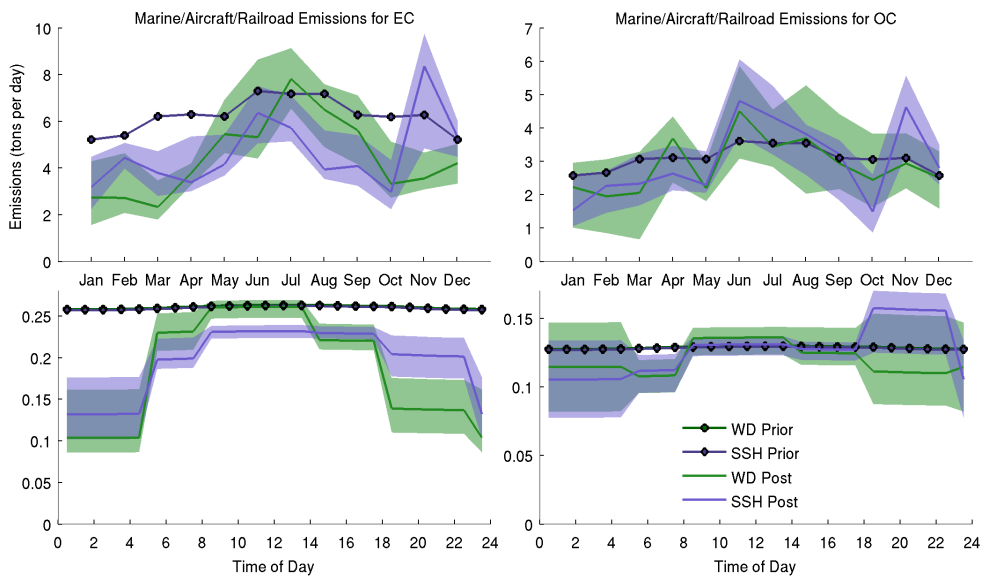 Marine/Aircraft/Railroad Emissions for EC
Marine/Aircraft/Railroad Emissions for OC
Emissions (tons per day)
10
8
6
4
2
0
7
6
5
4
3
2
1
0
Jan Feb Mar Apr May Jun Jul Aug Sep Oct Nov Dec
Jan Feb Mar Apr May Jun Jul Aug Sep Oct Nov Dec
0.25
0.2
0.15
0.1
0.05
0
0.15
0.1
0.05
0
WD Prior
SSH Prior
WD Post
SSH Post
0 2 4 6 8 10 12 14 16 18 20 22 24
0 2 4 6 8 10 12 14 16 18 20 22 24
Time of Day
Time of Day